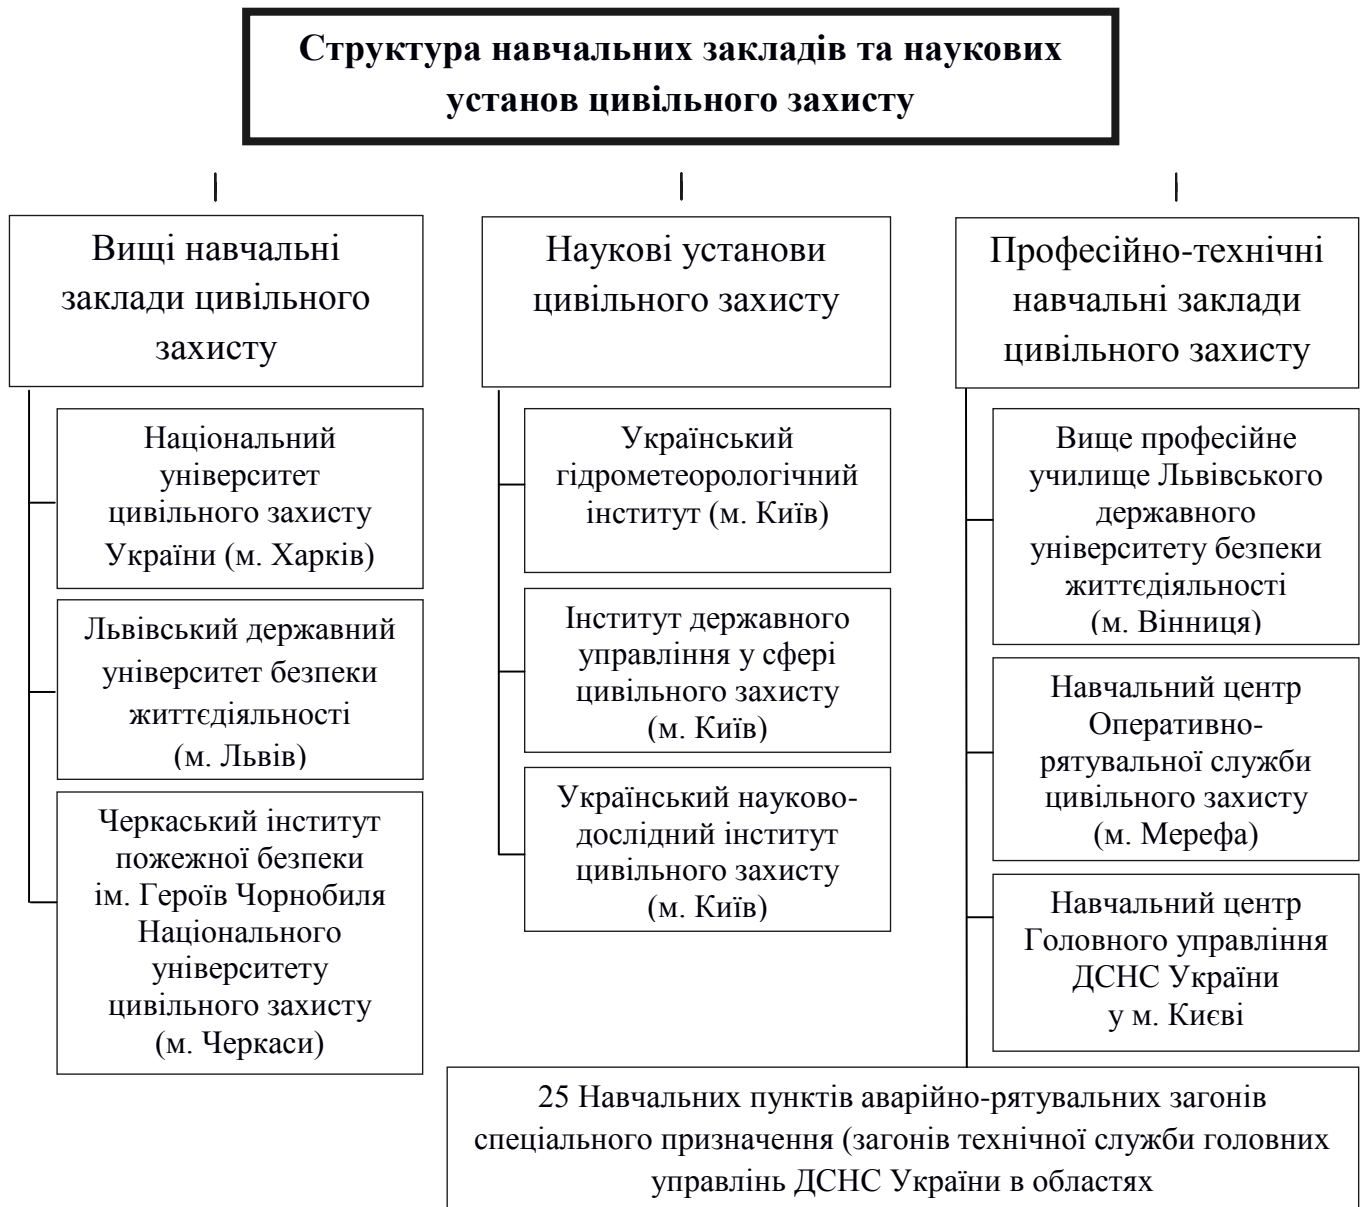 Структура навчальних закладів та наукових
установ цивільного захисту
Вищі навчальні
заклади цивільного
захисту
Національний
університет
цивільного захисту
України (м. Харків)
Львівський державний
університет безпеки
життєдіяльності
(м. Львів)
Черкаський інститут
пожежної безпеки
ім. Героїв Чорнобиля
Національного
університету
цивільного захисту
(м. Черкаси)
Наукові установи
цивільного захисту
Український
гідрометеорологічний
інститут (м. Київ)
Інститут державного
управління у сфері
цивільного захисту
(м. Київ)
Український науково-
дослідний інститут
цивільного захисту
(м. Київ)
Професійно-технічні
навчальні заклади
цивільного захисту
Вище професійне
училище Львівського
державного
університету безпеки
життєдіяльності
(м. Вінниця)
Навчальний центр
Оперативно-
рятувальної служби
цивільного захисту
(м. Мерефа)
Навчальний центр
Головного управління
ДСНС України
у м. Києві
25 Навчальних пунктів аварійно-рятувальних загонів
спеціального призначення (загонів технічної служби головних
управлінь ДСНС України в областях